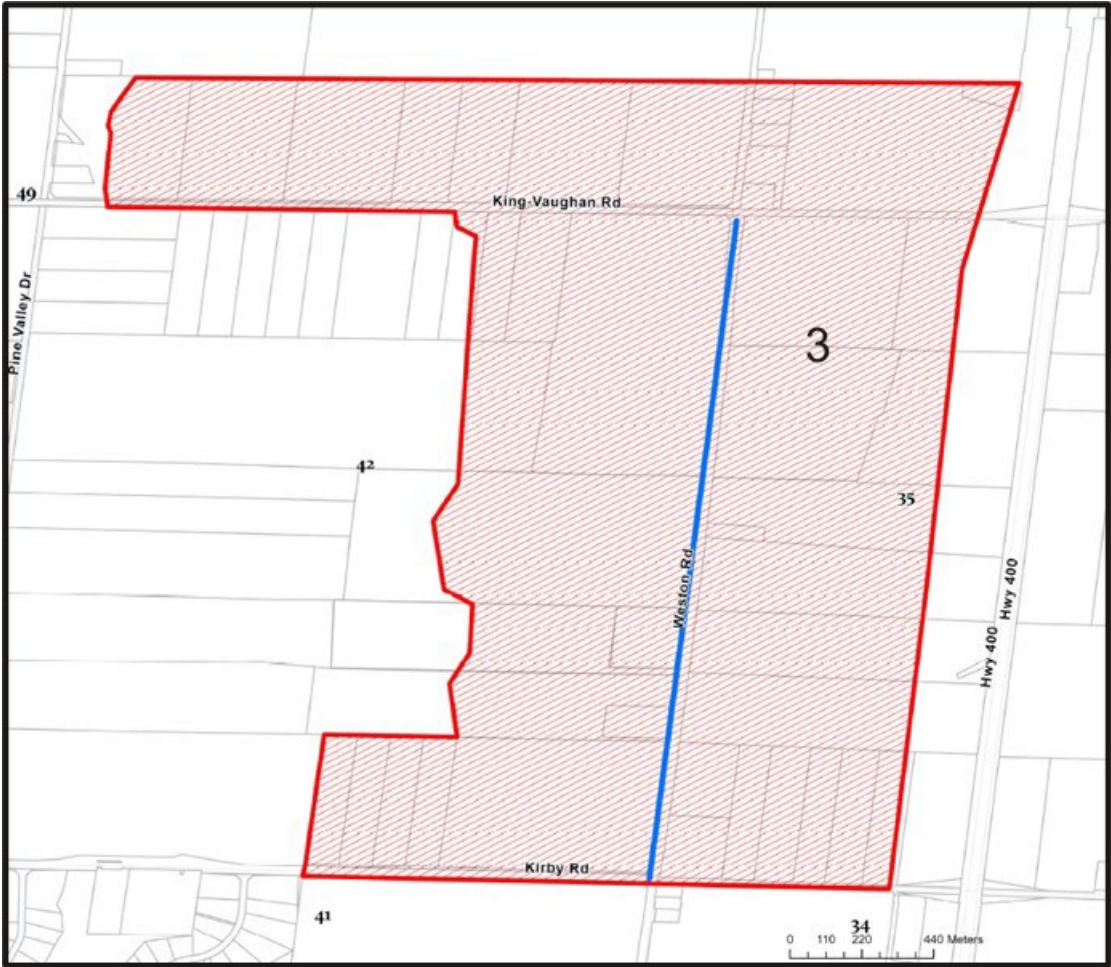 49
King-Vaughan Rd
Pine Valley Dr
3
42
35
Weston Rd
Hwy 400
Hwy 400
Kirby Rd
41
34
0 110 220 440 Meters